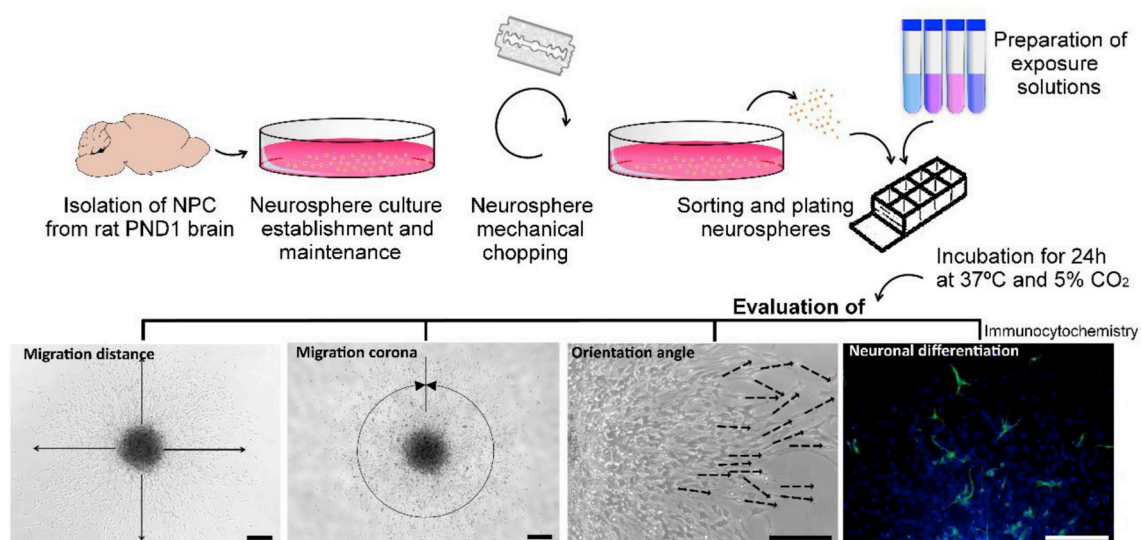 Preparation of
exposure
solutions
Isolation of NPC
from rat PND1 brain
Neurosphere culture
establishment and
maintenance
Neurosphere
mechanical
chopping
Sorting and plating
neurospheres
Incubation for 24h
at 37ºC and 5% CO₂
Evaluation of
Immunocytochemistry
Migration distance
Migration corona
Orientation angle
Neuronal differentiation